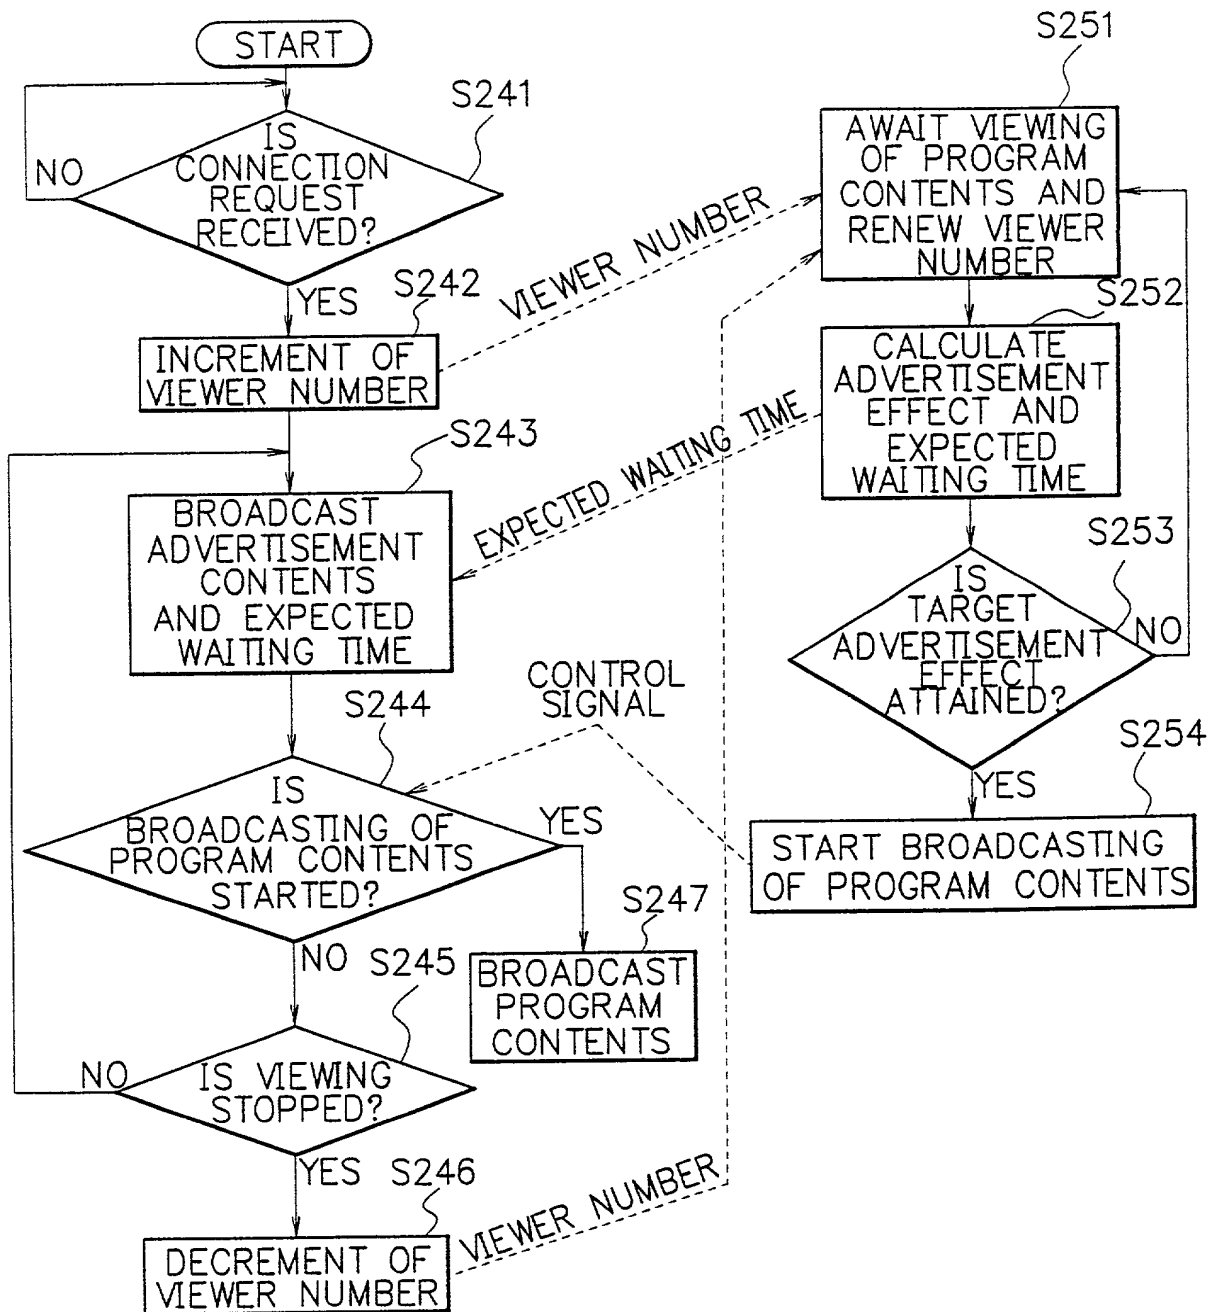 START
S241
IS
CONNECTION
REQUEST
RECEIVED?
NO
YES
S242
INCREMENT OF
VIEWER NUMBER
VIEWER NUMBER
S243
BROADCAST
ADVERTISEMENT
CONTENTS
AND EXPECTED
WAITING TIME
EXPECTED WAITING TIME
CONTROL
SIGNAL
S244
IS
BROADCASTING OF
PROGRAM CONTENTS
STARTED?
YES
NO
S247
BROADCAST
PROGRAM
CONTENTS
S245
IS VIEWING
STOPPED?
NO
YES
S246
DECREMENT OF
VIEWER NUMBER
VIEWER NUMBER
S251
AWAIT VIEWING
OF PROGRAM
CONTENTS AND
RENEW VIEWER
NUMBER
S252
CALCULATE
ADVERTISEMENT
EFFECT AND
EXPECTED
WAITING TIME
S253
IS
TARGET
ADVERTISEMENT
EFFECT
ATTAINED?
NO
YES
S254
START BROADCASTING
OF PROGRAM CONTENTS